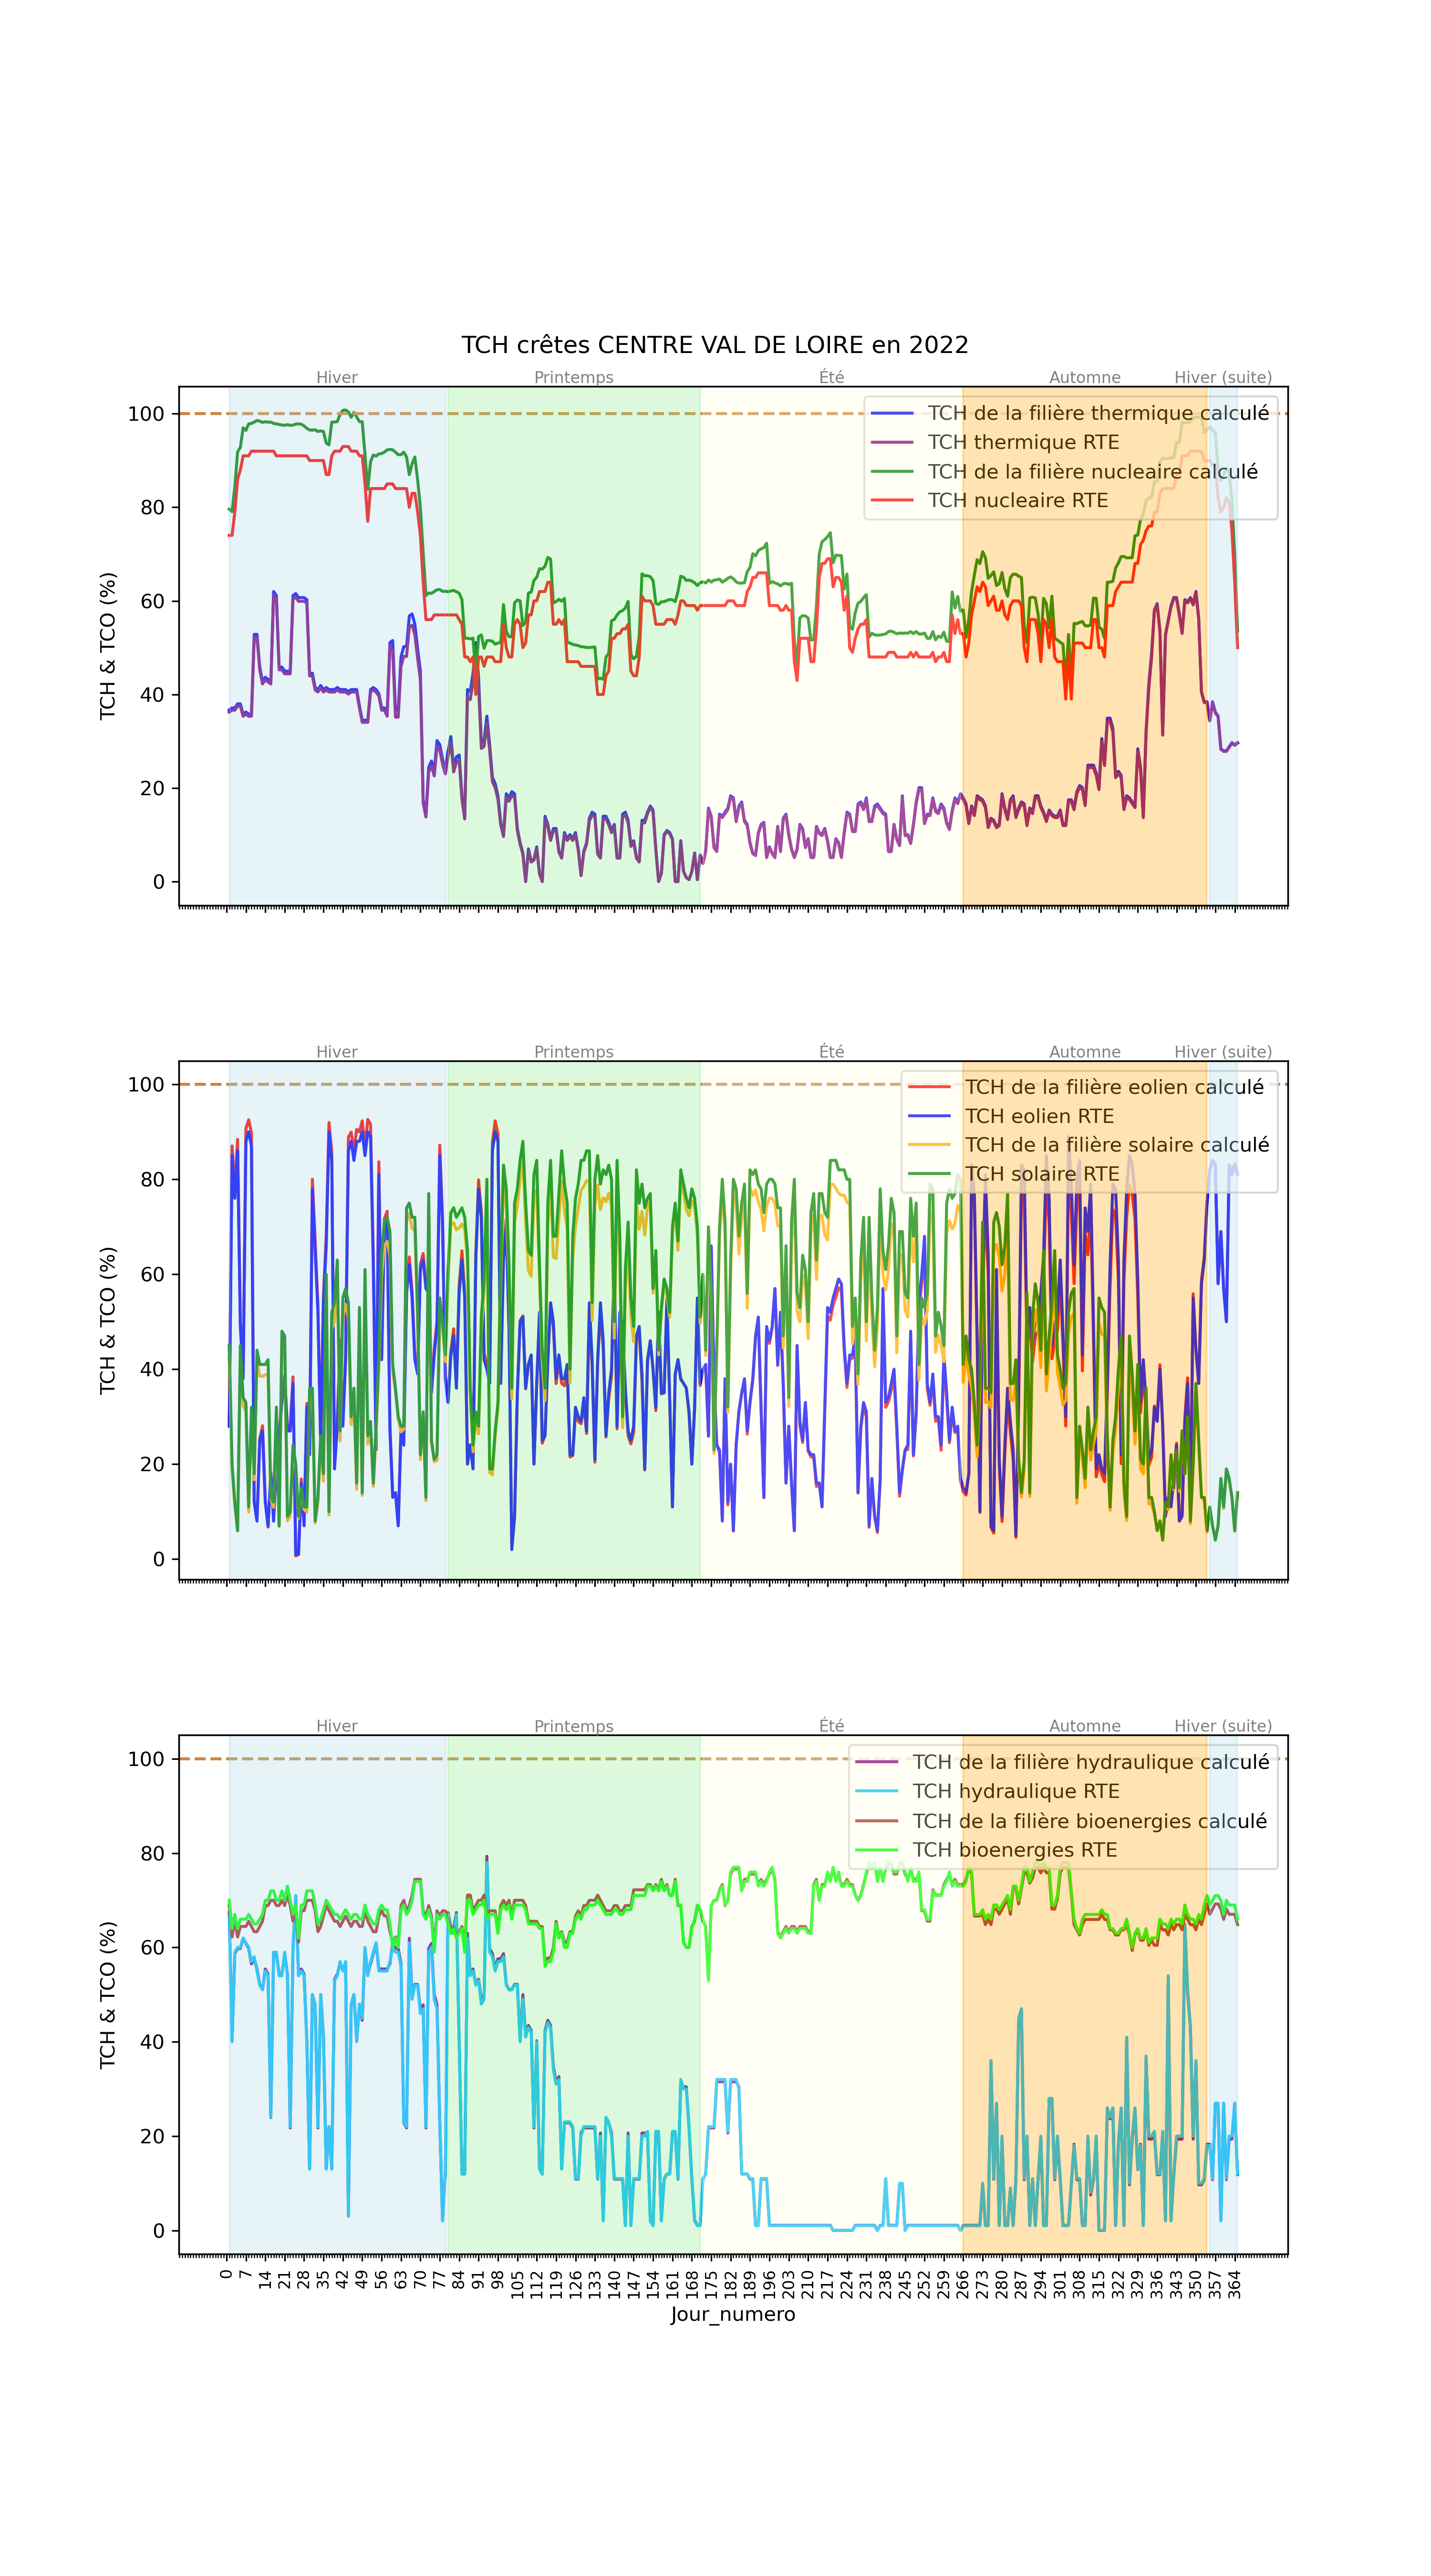 TCH crêtes CENTRE VAL DE LOIRE en 2022
Hiver Printemps Été Automne Hiver (suite)
100
80
60
40
20
0
TCH & TCO (%)
TCH de la filière thermique calculé
TCH thermique RTE
TCH de la filière nucleaire calculé
TCH nucleaire RTE
Hiver Printemps Été Automne Hiver (suite)
100
80
60
40
20
0
TCH & TCO (%)
TCH de la filière eolien calculé
TCH eolien RTE
TCH de la filière solaire calculé
TCH solaire RTE
Hiver Printemps Été Automne Hiver (suite)
100
80
60
40
20
0
TCH & TCO (%)
TCH de la filière hydraulique calculé
TCH hydraulique RTE
TCH de la filière bioenergies calculé
TCH bioenergies RTE
0 7 14 21 28 35 42 49 56 63 70 77 84 91 98 105 112 119 126 133 140 147 154 161 168 175 182 189 196 203 210 217 224 231 238 245 252 259 266 273 280 287 294 301 308 315 322 329 336 343 350 357 364
Jour_numero